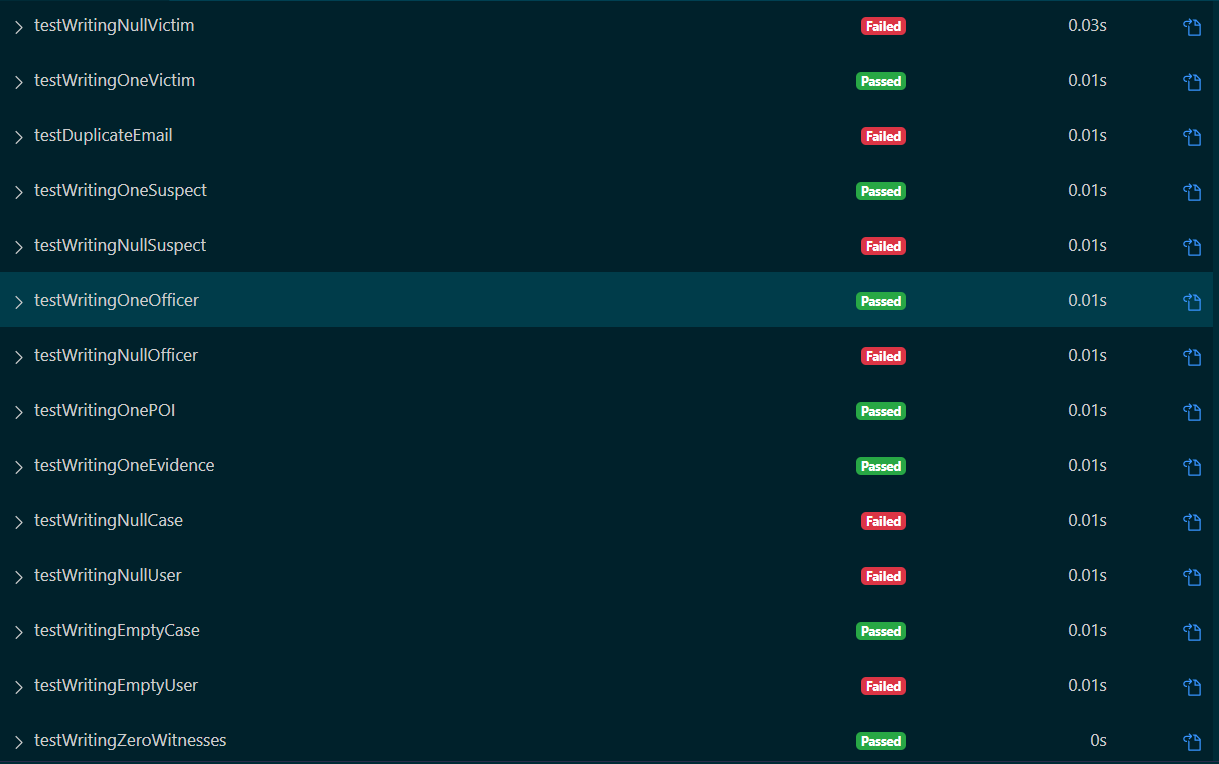 testWritingNullVictim Failed 0.03s
testWritingOneVictim Passed 0.01s
testDuplicateEmail Failed 0.01s
testWritingOneSuspect Passed 0.01s
testWritingNullSuspect Failed 0.01s
testWritingOneOfficer Passed 0.01s
testWritingNullOfficer Failed 0.01s
testWritingOnePOI Passed 0.01s
testWritingOneEvidence Passed 0.01s
testWritingNullCase Failed 0.01s
testWritingNullUser Failed 0.01s
testWritingEmptyCase Passed 0.01s
testWritingEmptyUser Failed 0.01s
testWritingZeroWitnesses Passed 0s